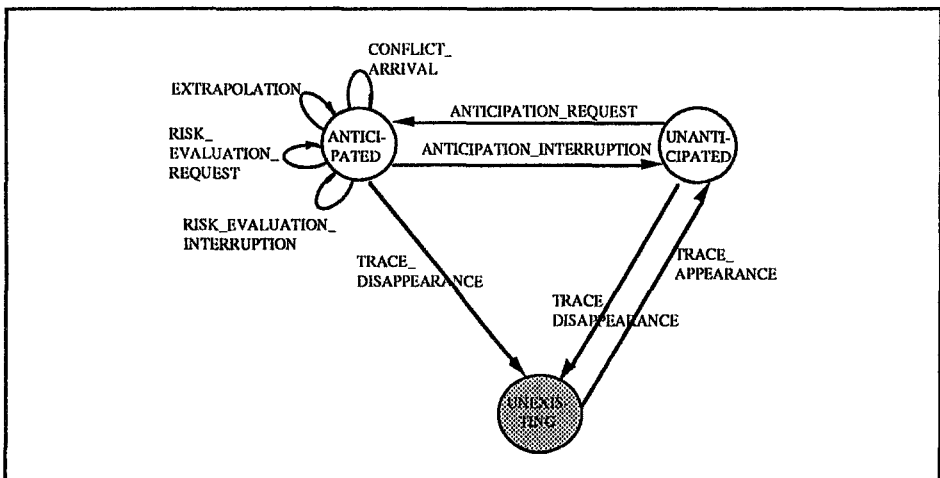 CONFLICT_
ARRIVAL
EXTRAPOLATION
ANTICIPATION_REQUEST
RISK_
EVALUATION_
REQUEST
ANTICI-
PATED
UNANTI-
CIPATED
ANTICIPATION_INTERRUPTION
RISK_EVALUATION_
INTERRUPTION
TRACE_
DISAPPEARANCE
TRACE_
APPEARANCE
TRACE_
DISAPPEARANCE
UNEXIS-
TING